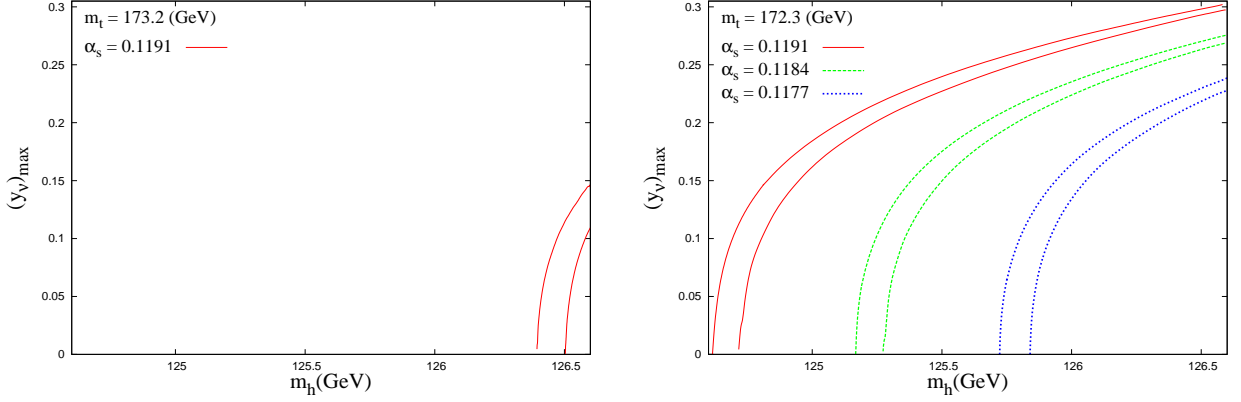 m_t = 173.2 (GeV)
α_s = 0.1191
0.3
0.25
0.2
0.15
0.1
0.05
0
(y_ν)_max
125
125.5
126
126.5
m_h(GeV)
m_t = 172.3 (GeV)
α_s = 0.1191
α_s = 0.1184
α_s = 0.1177
0.3
0.25
0.2
0.15
0.1
0.05
0
(y_ν)_max
125
125.5
126
126.5
m_h(GeV)